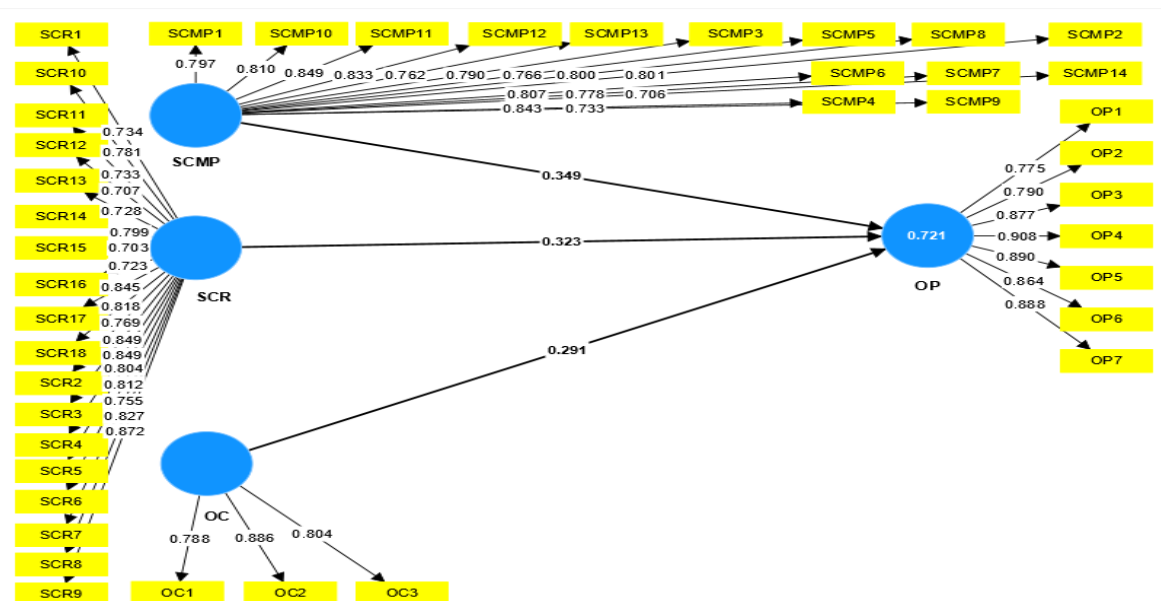 SCR1 SCMP1 SCMP10 SCMP11 SCMP12 SCMP13 SCMP3 SCMP5 SCMP8 SCMP2
0.797
SCR10 0.810 0.849 0.833 0.762 0.790 0.766 0.800 0.801 SCMP6 SCMP7 SCMP14
0.807 0.778 0.706
0.843 0.733 SCMP4 SCMP9
SCR11 OP1
0.734
SCR12 0.781 OP2
SCMP
0.775
SCR13 0.733 0.349
0.707 0.790 OP3
SCR14 0.728 0.877
0.799 0.721 0.908 OP4
SCR15 0.703 0.323
0.723 0.890
SCR16 0.845 OP 0.864 OP5
SCR
0.818 0.888
SCR17 0.769 OP6
0.849
SCR18 0.849 0.291 OP7
0.804
SCR2 0.812
0.755
SCR3 0.827
0.872
SCR4
SCR5
SCR6
OC
SCR7 0.788 0.886 0.804
SCR8
SCR9 OC1 OC2 OC3